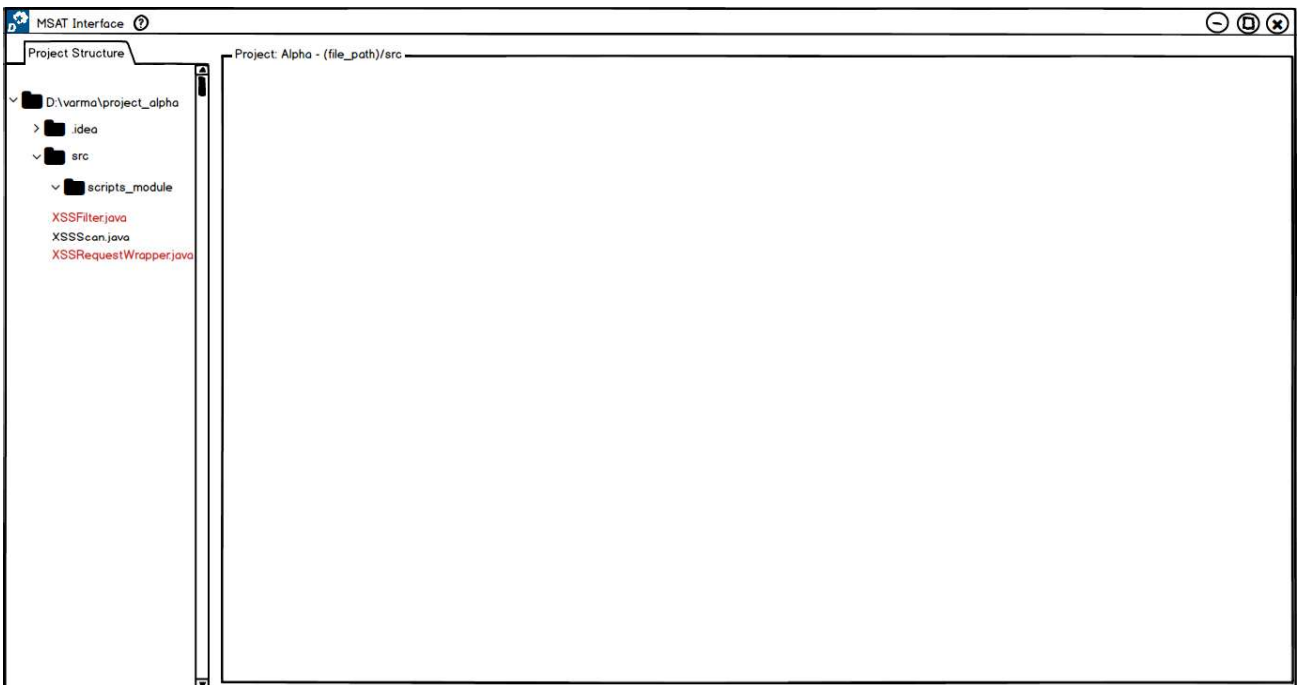 MSAT Interface ?
Project Structure
Project: Alpha - (file_path)/src
D:\varma\project_alpha
.idea
src
scripts_module
XSSFilter.java
XSSScan.java
XSSRequestWrapper.java